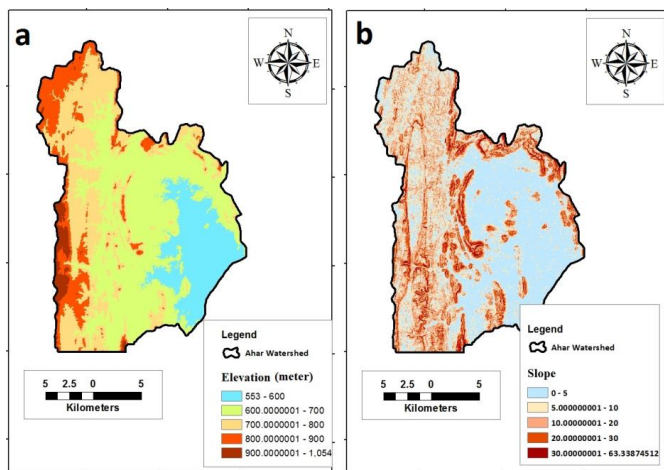 a
N
W E
S
Legend
Ahar Watershed
Elevation (meter)
553 - 600
600.0000001 - 700
700.0000001 - 800
800.0000001 - 900
900.0000001 - 1,054
5 2.5 0 5
Kilometers
b
N
W E
S
Legend
Ahar Watershed
Slope
0 - 5
5.00000001 - 10
10.00000001 - 20
20.00000001 - 30
30.00000001 - 63.33874512
5 2.5 0 5
Kilometers